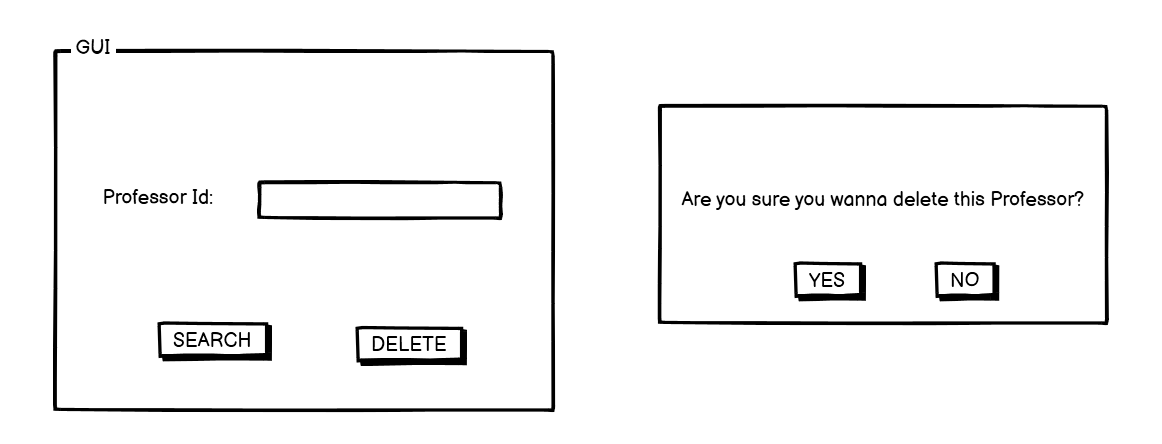 GUI
Professor Id:
SEARCH DELETE
Are you sure you wanna delete this Professor?
YES NO